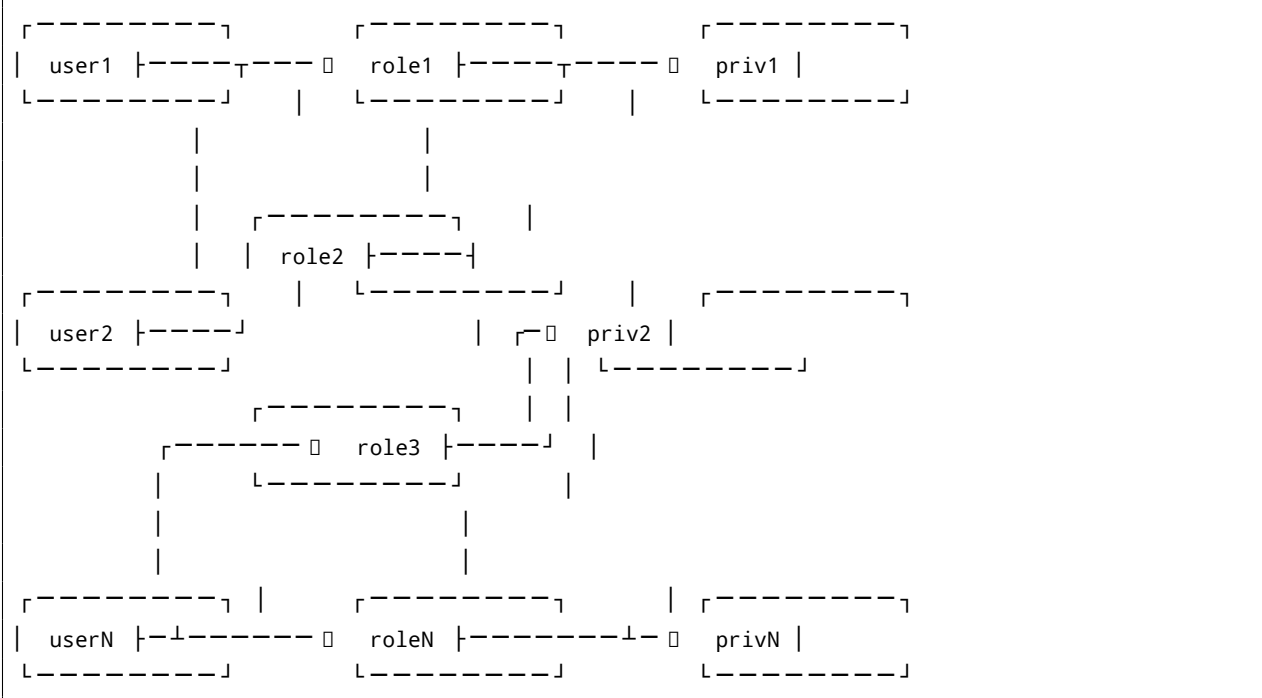 user1 role1 priv1
role2
user2 priv2
role3
userN roleN privN